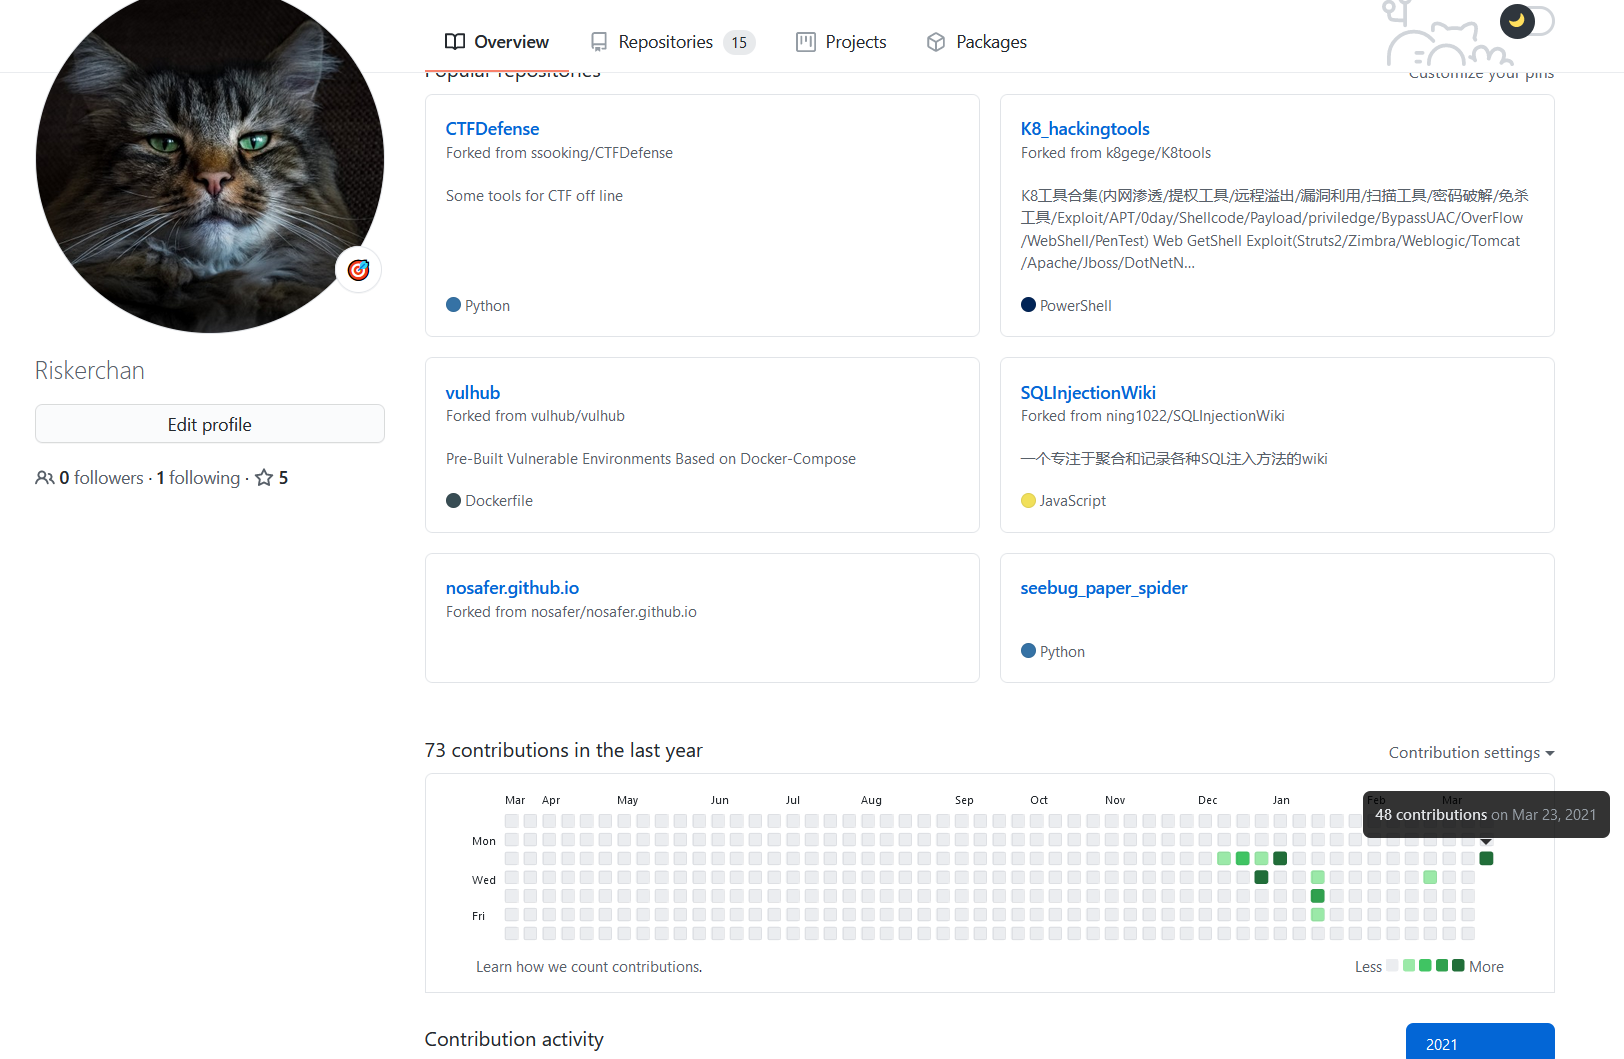 Overview
Repositories 15
Projects
Packages
Popular repositories
Customize your pins
CTFDefense
Forked from ssooking/CTFDefense
Some tools for CTF off line
Python
K8_hackingtools
Forked from k8gege/K8tools
K8工具合集(内网渗透/提权工具/远程溢出/漏洞利用/扫描工具/密码破解/免杀
工具/Exploit/APT/0day/Shellcode/Payload/priviledge/BypassUAC/OverFlow
/WebShell/PenTest) Web GetShell Exploit(Struts2/Zimbra/Weblogic/Tomcat
/Apache/Jboss/DotNetN...
PowerShell
Riskerchan
Edit profile
0 followers · 1 following · 5
vulhub
Forked from vulhub/vulhub
Pre-Built Vulnerable Environments Based on Docker-Compose
Dockerfile
SQLInjectionWiki
Forked from ning1022/SQLInjectionWiki
一个专注于聚合和记录各种SQL注入方法的wiki
JavaScript
nosafer.github.io
Forked from nosafer/nosafer.github.io
seebug_paper_spider
Python
73 contributions in the last year
Contribution settings
Mar Apr May Jun Jul Aug Sep Oct Nov Dec Jan Feb Mar
48 contributions on Mar 23, 2021
Mon
Wed
Fri
Learn how we count contributions.
Less More
Contribution activity
2021